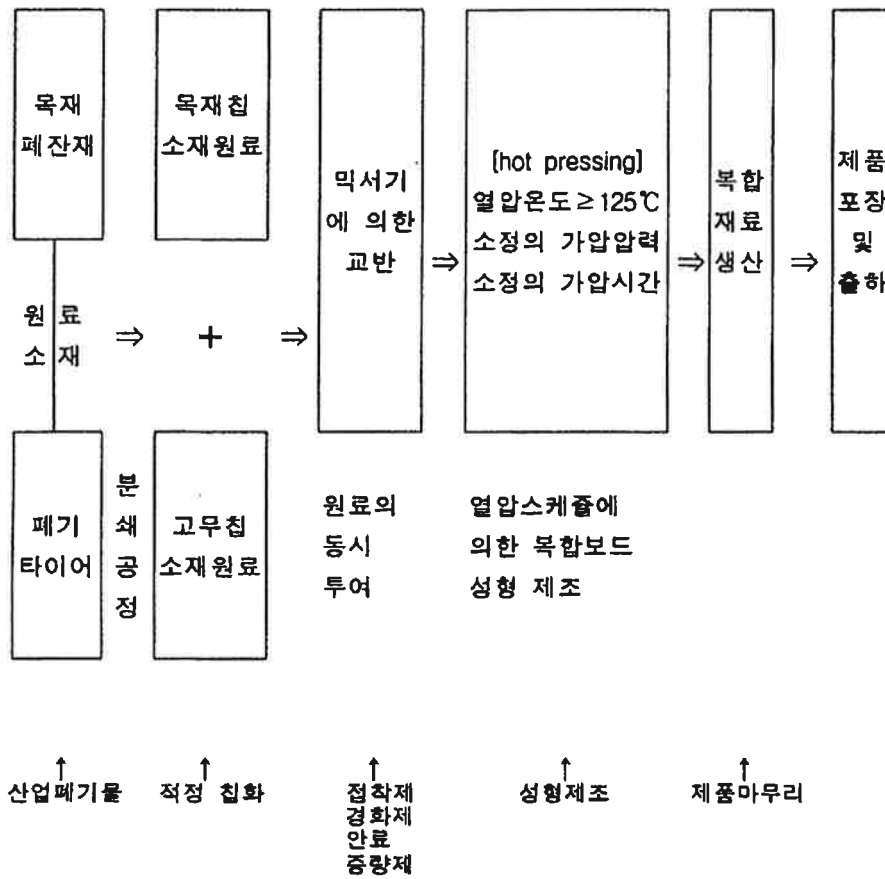 목재
폐잔재
목재칩
소재원료
믹서기
에 의한
교반
⇒
[hot pressing]
열압온도≥125℃
소정의 가압압력
소정의 가압시간
⇒
복합
재료
생산
⇒
제품
포장
및
출하
원료
소재
⇒
+
⇒
폐기
타이어
분
쇄
공
정
고무칩
소재원료
원료의
동시
투여
열압스케쥴에
의한 복합보드
성형 제조
↑
산업폐기물
↑
적정 칩화
↑
접착제
경화제
안료
증량제
↑
성형제조
↑
제품마무리